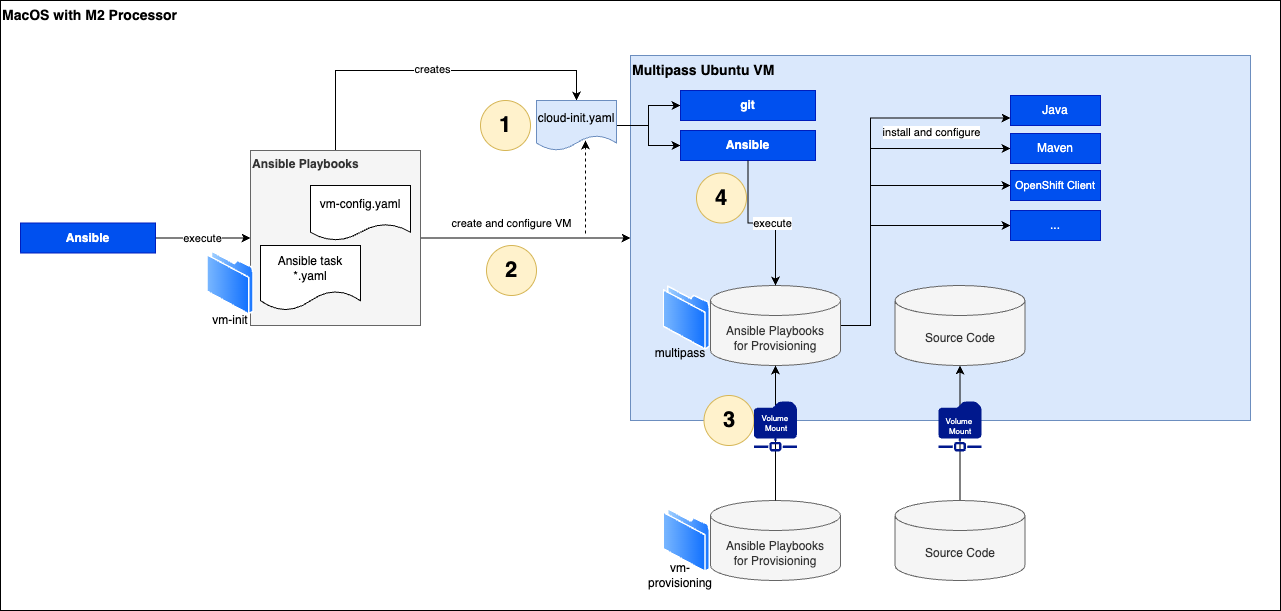 MacOS with M2 Processor
creates
Multipass Ubuntu VM
1
cloud-init.yaml
git
Ansible
Java
install and configure
Maven
OpenShift Client
...
Ansible Playbooks
vm-config.yaml
Ansible task
*.yaml
Ansible
execute
vm-init
create and configure VM
2
4
execute
multipass
Ansible Playbooks
for Provisioning
Source Code
3
Volume
Mount
Volume
Mount
vm-
provisioning
Ansible Playbooks
for Provisioning
Source Code